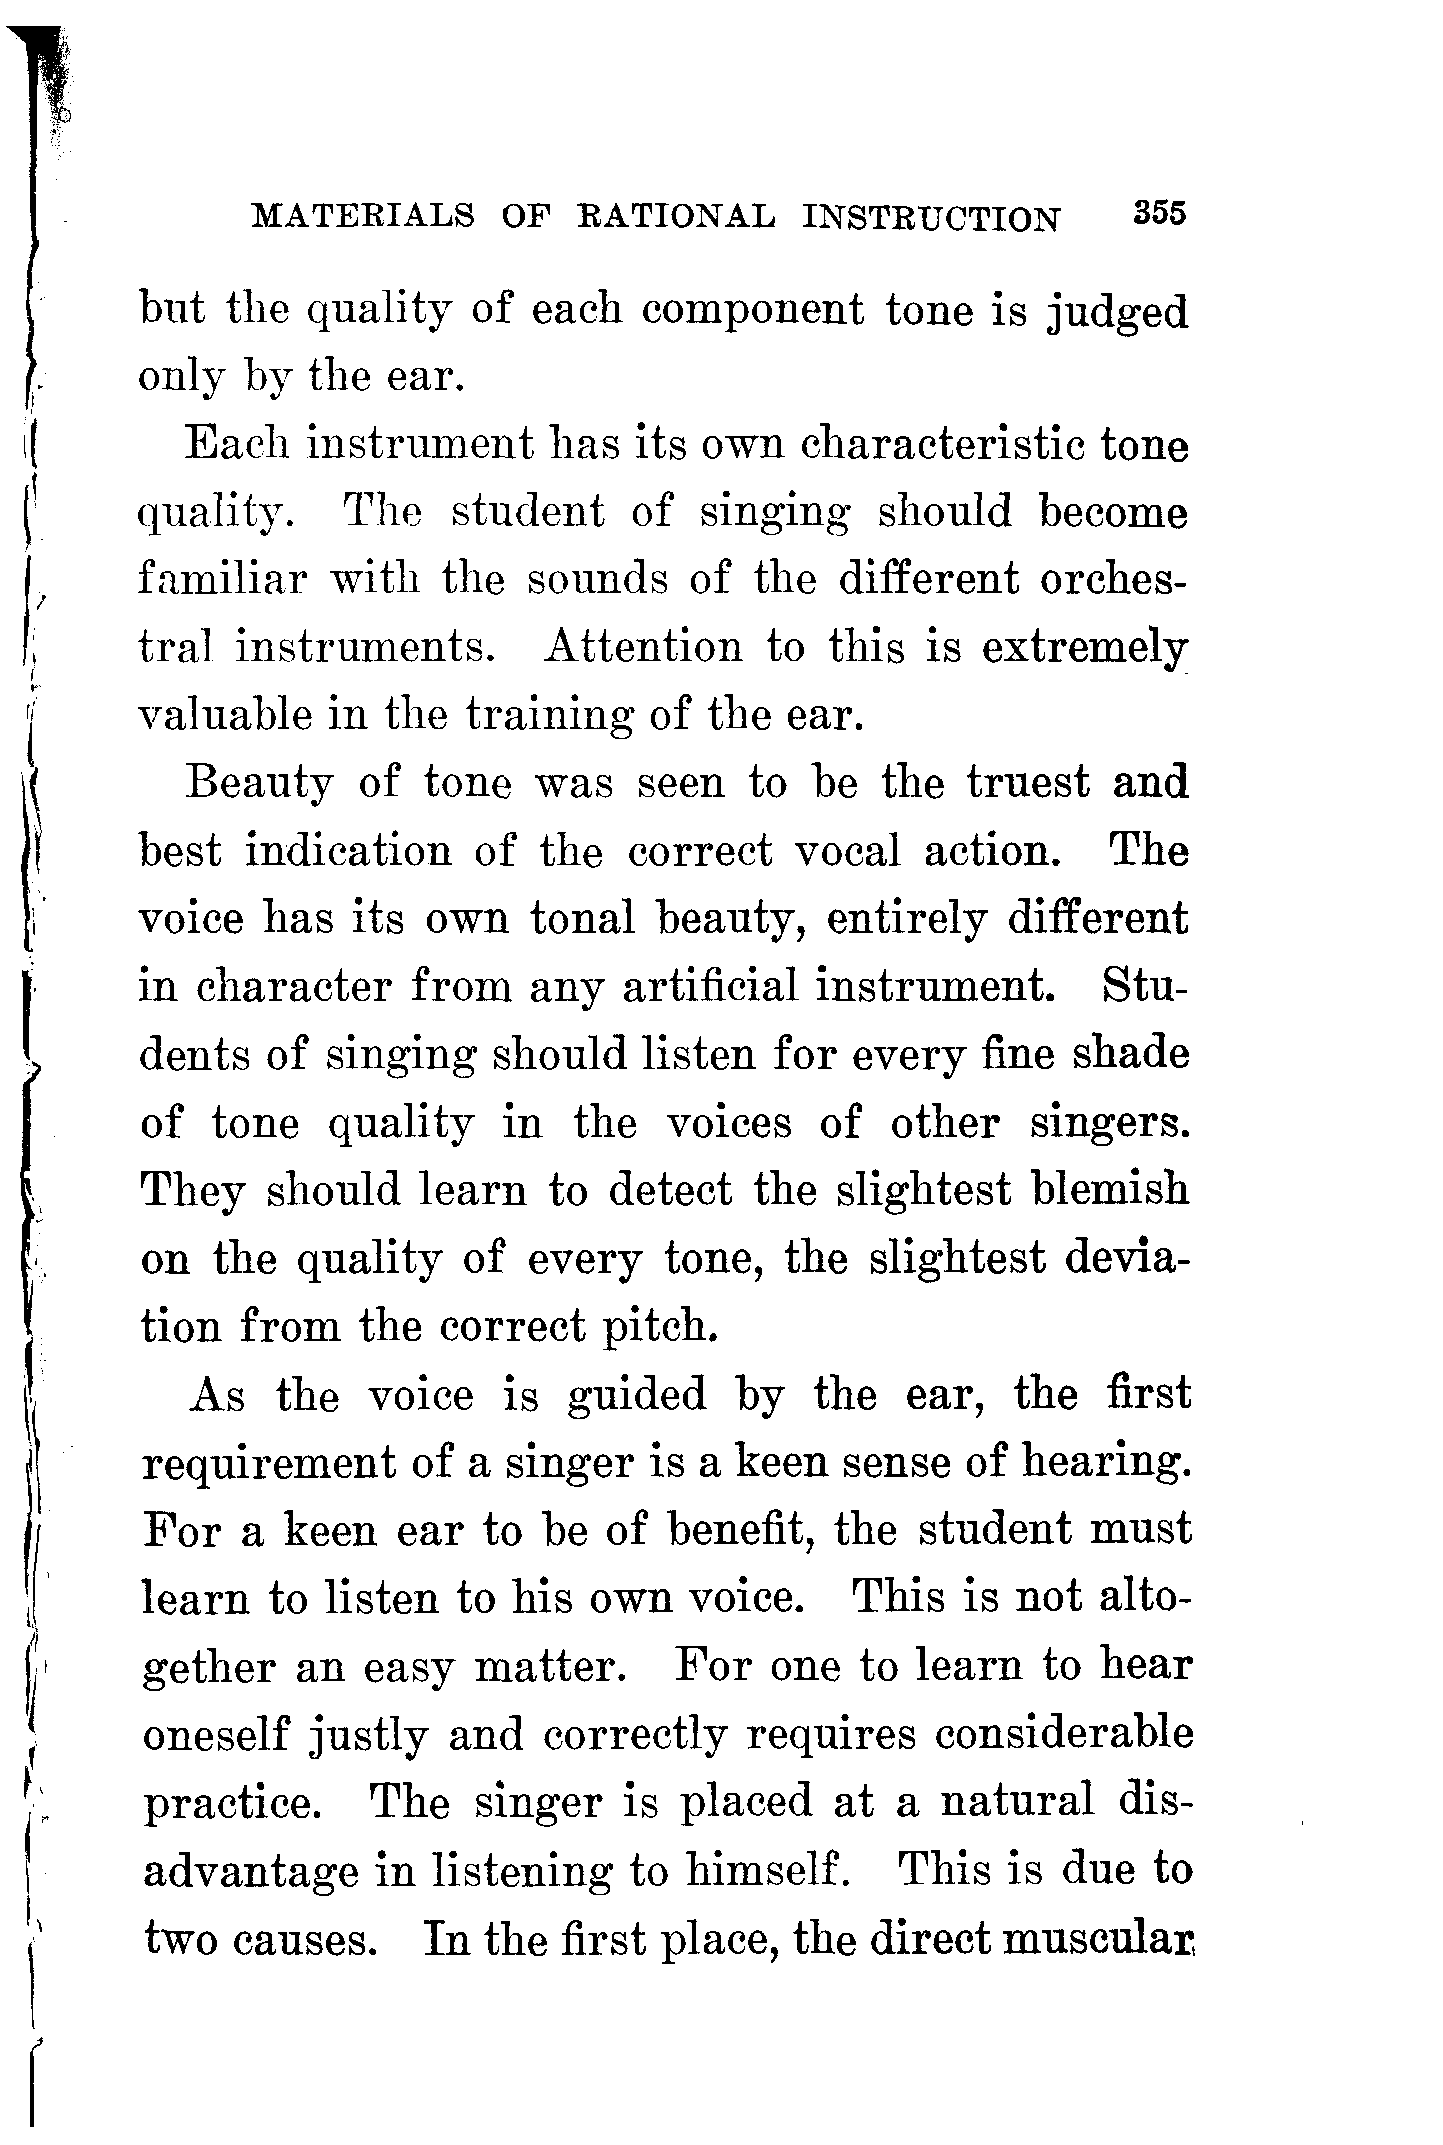 MATERIALS OF RATIONAL INSTRUCTION 355
but the quality of each component tone is judged
only by the ear.
Each instrument has its own characteristic tone
quality. The student of singing should become
familiar with the sounds of the different orches-
tral instruments. Attention to this is extremely
valuable in the training of the ear.
Beauty of tone was seen to be the truest and
best indication of the correct vocal action. The
voice has its own tonal beauty, entirely different
in character from any artificial instrument. Stu-
dents of singing should listen for every fine shade
of tone quality in the voices of other singers.
They should learn to detect the slightest blemish
on the quality of every tone, the slightest devia-
tion from the correct pitch.
As the voice is guided by the ear, the first
requirement of a singer is a keen sense of hearing.
For a keen ear to be of benefit, the student must
learn to listen to his own voice. This is not alto-
gether an easy matter. For one to learn to hear
oneself justly and correctly requires considerable
practice. The singer is placed at a natural dis-
advantage in listening to himself. This is due to
two causes. In the first place, the direct muscular